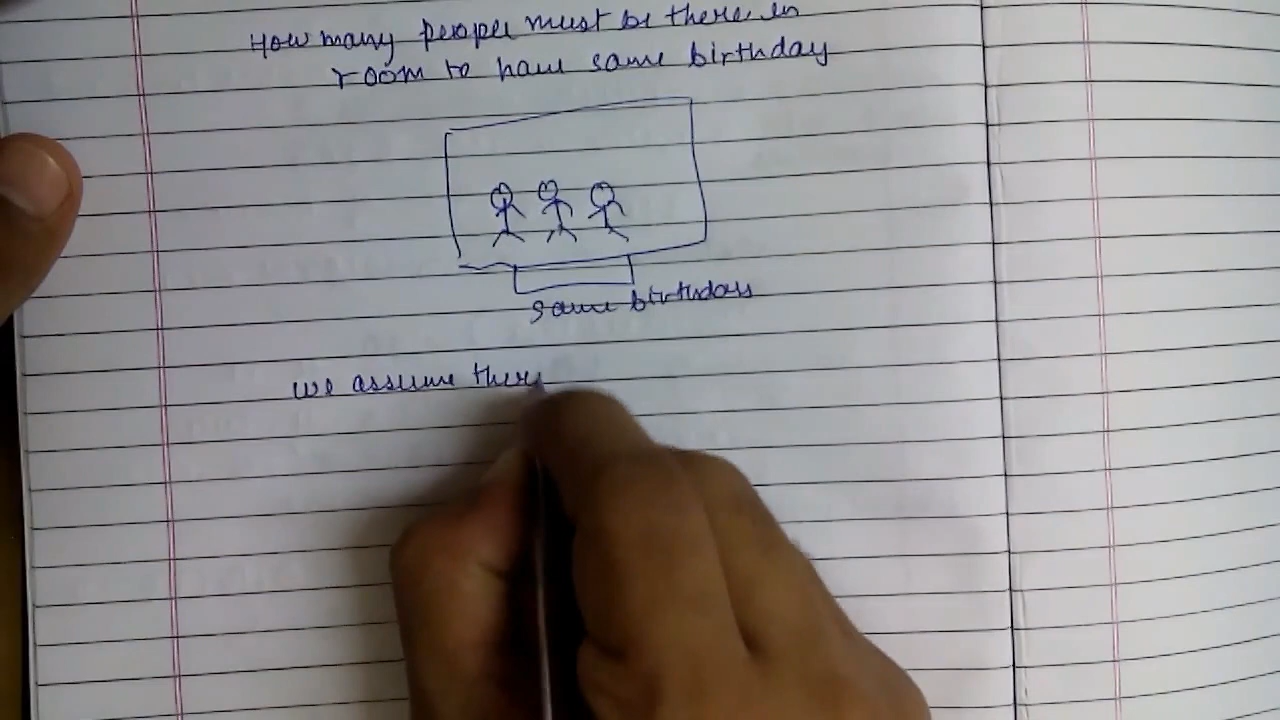 How many people must be there in
room to have same birthday
same birthdays
we assume there